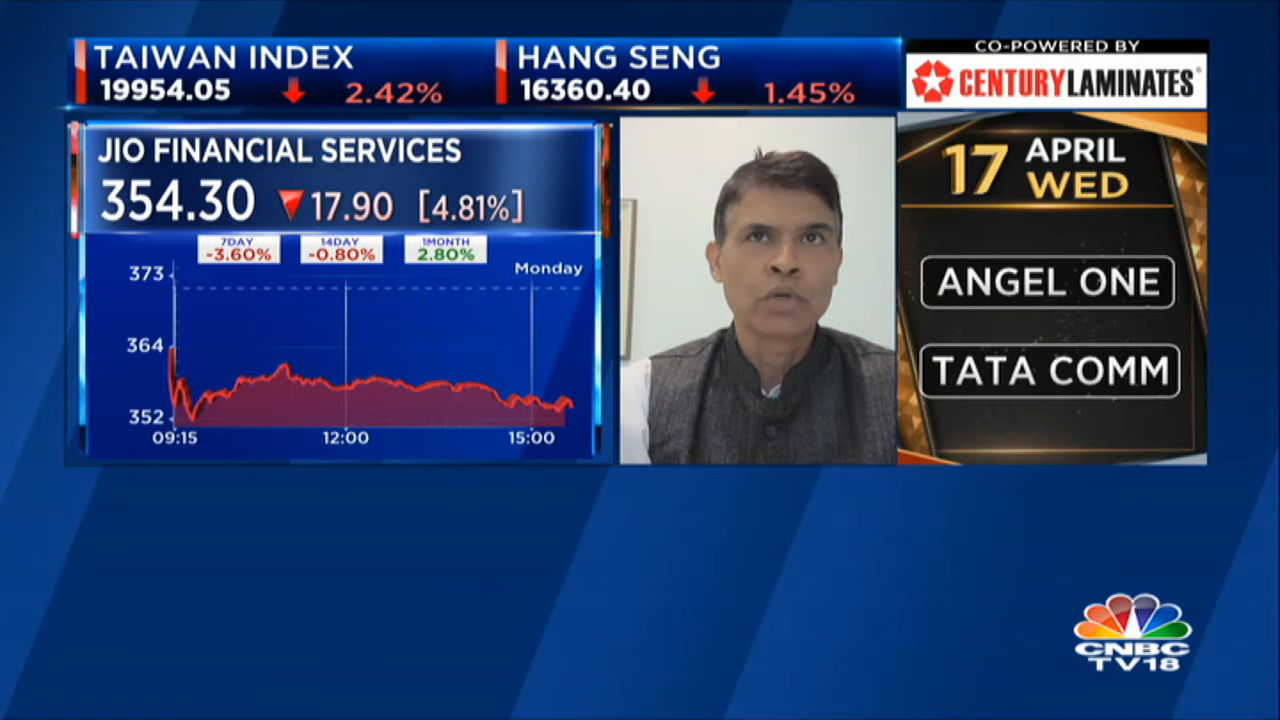 TAIWAN INDEX
19954.05 2.42%
HANG SENG
16360.40 1.45%
CO-POWERED BY
CENTURYLAMINATES®
JIO FINANCIAL SERVICES
354.30 17.90 [4.81%]
7DAY
-3.60%
14DAY
-0.80%
1MONTH
2.80%
Monday
373
364
352
09:15 12:00 15:00
17 APRIL
WED
ANGEL ONE
TATA COMM
CNBC
TV18